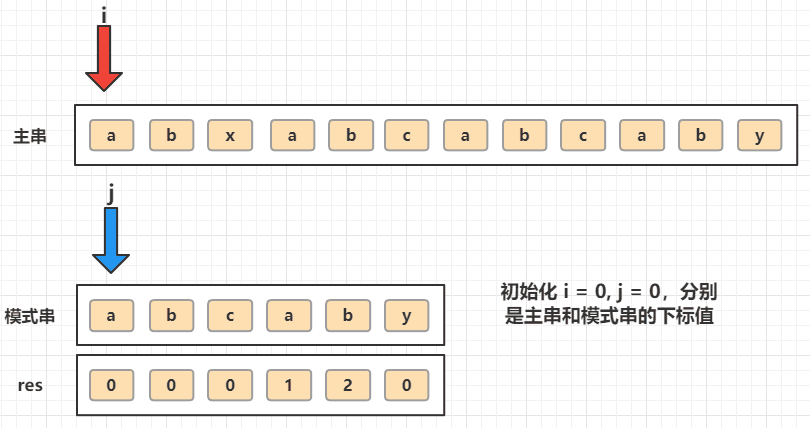 i
主串 a b x a b c a b c a b y
j
模式串 a b c a b y
初始化 i = 0, j = 0，分别
是主串和模式串的下标值
res 0 0 0 1 2 0